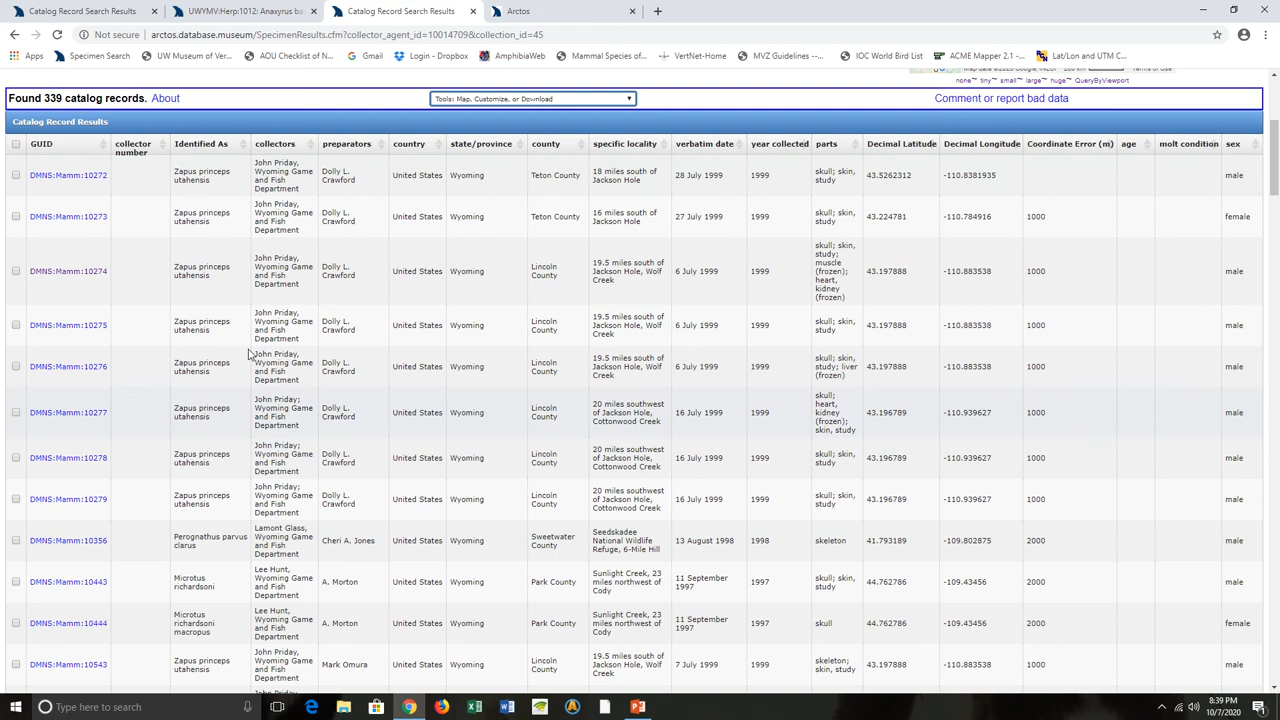 Catalog Record Search Results
UWYMV:Herp:1012: Anaxyrus ba
Catalog Record Search Results
Arctos
Not secure | arctos.database.museum/SpecimenResults.cfm?collector_agent_id=10014709&collection_id=45
Apps Specimen Search UW Museum of Ver... AOU Checklist of N... Gmail Login - Dropbox AmphibiaWeb Mammal Species of... VertNet-Home MVZ Guidelines --... IOC World Bird List ACME Mapper 2.1 -... Lat/Lon and UTM C...
none~ tiny~ small~ large~ huge~ QueryByViewport
Found 339 catalog records. About
Tools: Map, Customize, or Download
Comment or report bad data
Catalog Record Results
GUID collector number Identified As collectors preparators country state/province county specific locality verbatim date year collected parts Decimal Latitude Decimal Longitude Coordinate Error (m) age molt condition sex
DMNS:Mamm:10272 Zapus princeps utahensis John Priday, Wyoming Game and Fish Department Dolly L. Crawford United States Wyoming Teton County 18 miles south of Jackson Hole 28 July 1999 1999 skull; skin, study 43.5262312 -110.8381935 male
DMNS:Mamm:10273 Zapus princeps utahensis John Priday, Wyoming Game and Fish Department Dolly L. Crawford United States Wyoming Teton County 16 miles south of Jackson Hole 27 July 1999 1999 skull; skin, study 43.224781 -110.784916 1000 female
DMNS:Mamm:10274 Zapus princeps utahensis John Priday, Wyoming Game and Fish Department Dolly L. Crawford United States Wyoming Lincoln County 19.5 miles south of Jackson Hole, Wolf Creek 6 July 1999 1999 skull; skin, study; muscle (frozen); heart, kidney (frozen) 43.197888 -110.883538 1000 male
DMNS:Mamm:10275 Zapus princeps utahensis John Priday, Wyoming Game and Fish Department Dolly L. Crawford United States Wyoming Lincoln County 19.5 miles south of Jackson Hole, Wolf Creek 6 July 1999 1999 skull; skin, study 43.197888 -110.883538 1000 male
DMNS:Mamm:10276 Zapus princeps utahensis John Priday, Wyoming Game and Fish Department Dolly L. Crawford United States Wyoming Lincoln County 19.5 miles south of Jackson Hole, Wolf Creek 6 July 1999 1999 skull; skin, study; liver (frozen) 43.197888 -110.883538 1000 male
DMNS:Mamm:10277 Zapus princeps utahensis John Priday; Wyoming Game and Fish Department Dolly L. Crawford United States Wyoming Lincoln County 20 miles southwest of Jackson Hole, Cottonwood Creek 16 July 1999 1999 skull; heart, kidney (frozen); skin, study 43.196789 -110.939627 1000 male
DMNS:Mamm:10278 Zapus princeps utahensis John Priday; Wyoming Game and Fish Department Dolly L. Crawford United States Wyoming Lincoln County 20 miles southwest of Jackson Hole, Cottonwood Creek 16 July 1999 1999 skull; skin, study 43.196789 -110.939627 1000 male
DMNS:Mamm:10279 Zapus princeps utahensis John Priday; Wyoming Game and Fish Department Dolly L. Crawford United States Wyoming Lincoln County 20 miles southwest of Jackson Hole, Cottonwood Creek 16 July 1999 1999 skull; skin, study 43.196789 -110.939627 1000 male
DMNS:Mamm:10356 Perognathus parvus clarus Lamont Glass, Wyoming Game and Fish Department Cheri A. Jones United States Wyoming Sweetwater County Seedskadee National Wildlife Refuge, 6-Mile Hill 13 August 1998 1998 skeleton 41.793189 -109.802875 2000 male
DMNS:Mamm:10443 Microtus richardsoni Lee Hunt, Wyoming Game and Fish Department A. Morton United States Wyoming Park County Sunlight Creek, 23 miles northwest of Cody 11 September 1997 1997 skull; skin, study 44.762786 -109.43456 2000 male
DMNS:Mamm:10444 Microtus richardsoni macropus Lee Hunt, Wyoming Game and Fish Department A. Morton United States Wyoming Park County Sunlight Creek, 23 miles northwest of Cody 11 September 1997 1997 skull 44.762786 -109.43456 2000 female
DMNS:Mamm:10543 Zapus princeps utahensis John Priday, Wyoming Game and Fish Department Mark Omura United States Wyoming Lincoln County 19.5 miles south of Jackson Hole, Wolf Creek 7 July 1999 1999 skeleton; skin, study 43.197888 -110.883538 1000 male
Type here to search
8:39 PM
10/7/2020